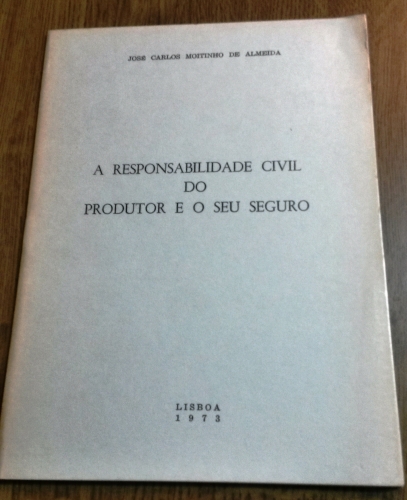 JOSÉ CARLOS MOITINHO DE ALMEIDA
A RESPONSABILIDADE CIVIL
DO
PRODUTOR E O SEU SEGURO
LISBOA
1973